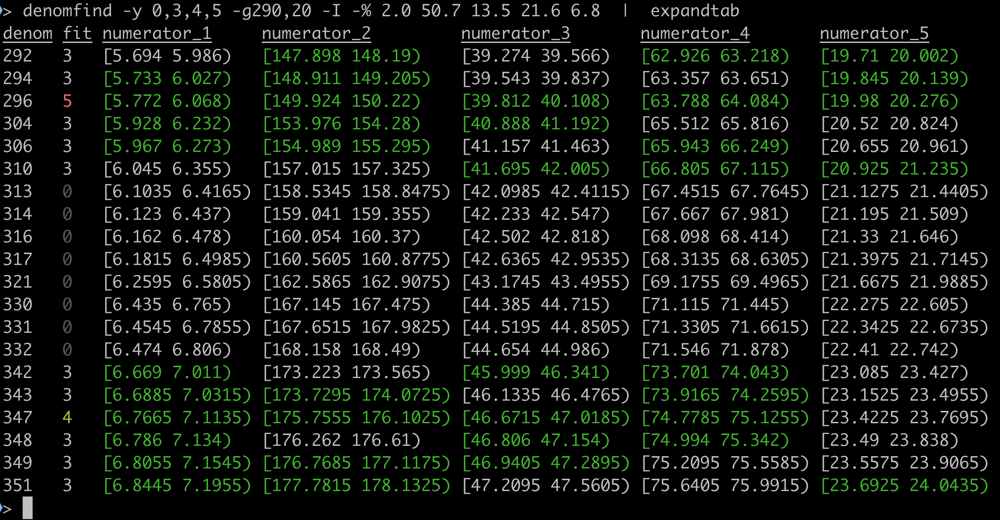 > denomfind -y 0,3,4,5 -g290,20 -I -% 2.0 50.7 13.5 21.6 6.8 | expandtab
denom fit numerator_1 numerator_2 numerator_3 numerator_4 numerator_5
292 3 [5.694 5.986) [147.898 148.19) [39.274 39.566) [62.926 63.218) [19.71 20.002)
294 3 [5.733 6.027) [148.911 149.205) [39.543 39.837) [63.357 63.651) [19.845 20.139)
296 5 [5.772 6.068) [149.924 150.22) [39.812 40.108) [63.788 64.084) [19.98 20.276)
304 3 [5.928 6.232) [153.976 154.28) [40.888 41.192) [65.512 65.816) [20.52 20.824)
306 3 [5.967 6.273) [154.989 155.295) [41.157 41.463) [65.943 66.249) [20.655 20.961)
310 3 [6.045 6.355) [157.015 157.325) [41.695 42.005) [66.805 67.115) [20.925 21.235)
313 0 [6.1035 6.4165) [158.5345 158.8475) [42.0985 42.4115) [67.4515 67.7645) [21.1275 21.4405)
314 0 [6.123 6.437) [159.041 159.355) [42.233 42.547) [67.667 67.981) [21.195 21.509)
316 0 [6.162 6.478) [160.054 160.37) [42.502 42.818) [68.098 68.414) [21.33 21.646)
317 0 [6.1815 6.4985) [160.5605 160.8775) [42.6365 42.9535) [68.3135 68.6305) [21.3975 21.7145)
321 0 [6.2595 6.5805) [162.5865 162.9075) [43.1745 43.4955) [69.1755 69.4965) [21.6675 21.9885)
330 0 [6.435 6.765) [167.145 167.475) [44.385 44.715) [71.115 71.445) [22.275 22.605)
331 0 [6.4545 6.7855) [167.6515 167.9825) [44.5195 44.8505) [71.3305 71.6615) [22.3425 22.6735)
332 0 [6.474 6.806) [168.158 168.49) [44.654 44.986) [71.546 71.878) [22.41 22.742)
342 3 [6.669 7.011) [173.223 173.565) [45.999 46.341) [73.701 74.043) [23.085 23.427)
343 3 [6.6885 7.0315) [173.7295 174.0725) [46.1335 46.4765) [73.9165 74.2595) [23.1525 23.4955)
347 4 [6.7665 7.1135) [175.7555 176.1025) [46.6715 47.0185) [74.7785 75.1255) [23.4225 23.7695)
348 3 [6.786 7.134) [176.262 176.61) [46.806 47.154) [74.994 75.342) [23.49 23.838)
349 3 [6.8055 7.1545) [176.7685 177.1175) [46.9405 47.2895) [75.2095 75.5585) [23.5575 23.9065)
351 3 [6.8445 7.1955) [177.7815 178.1325) [47.2095 47.5605) [75.6405 75.9915) [23.6925 24.0435)
>